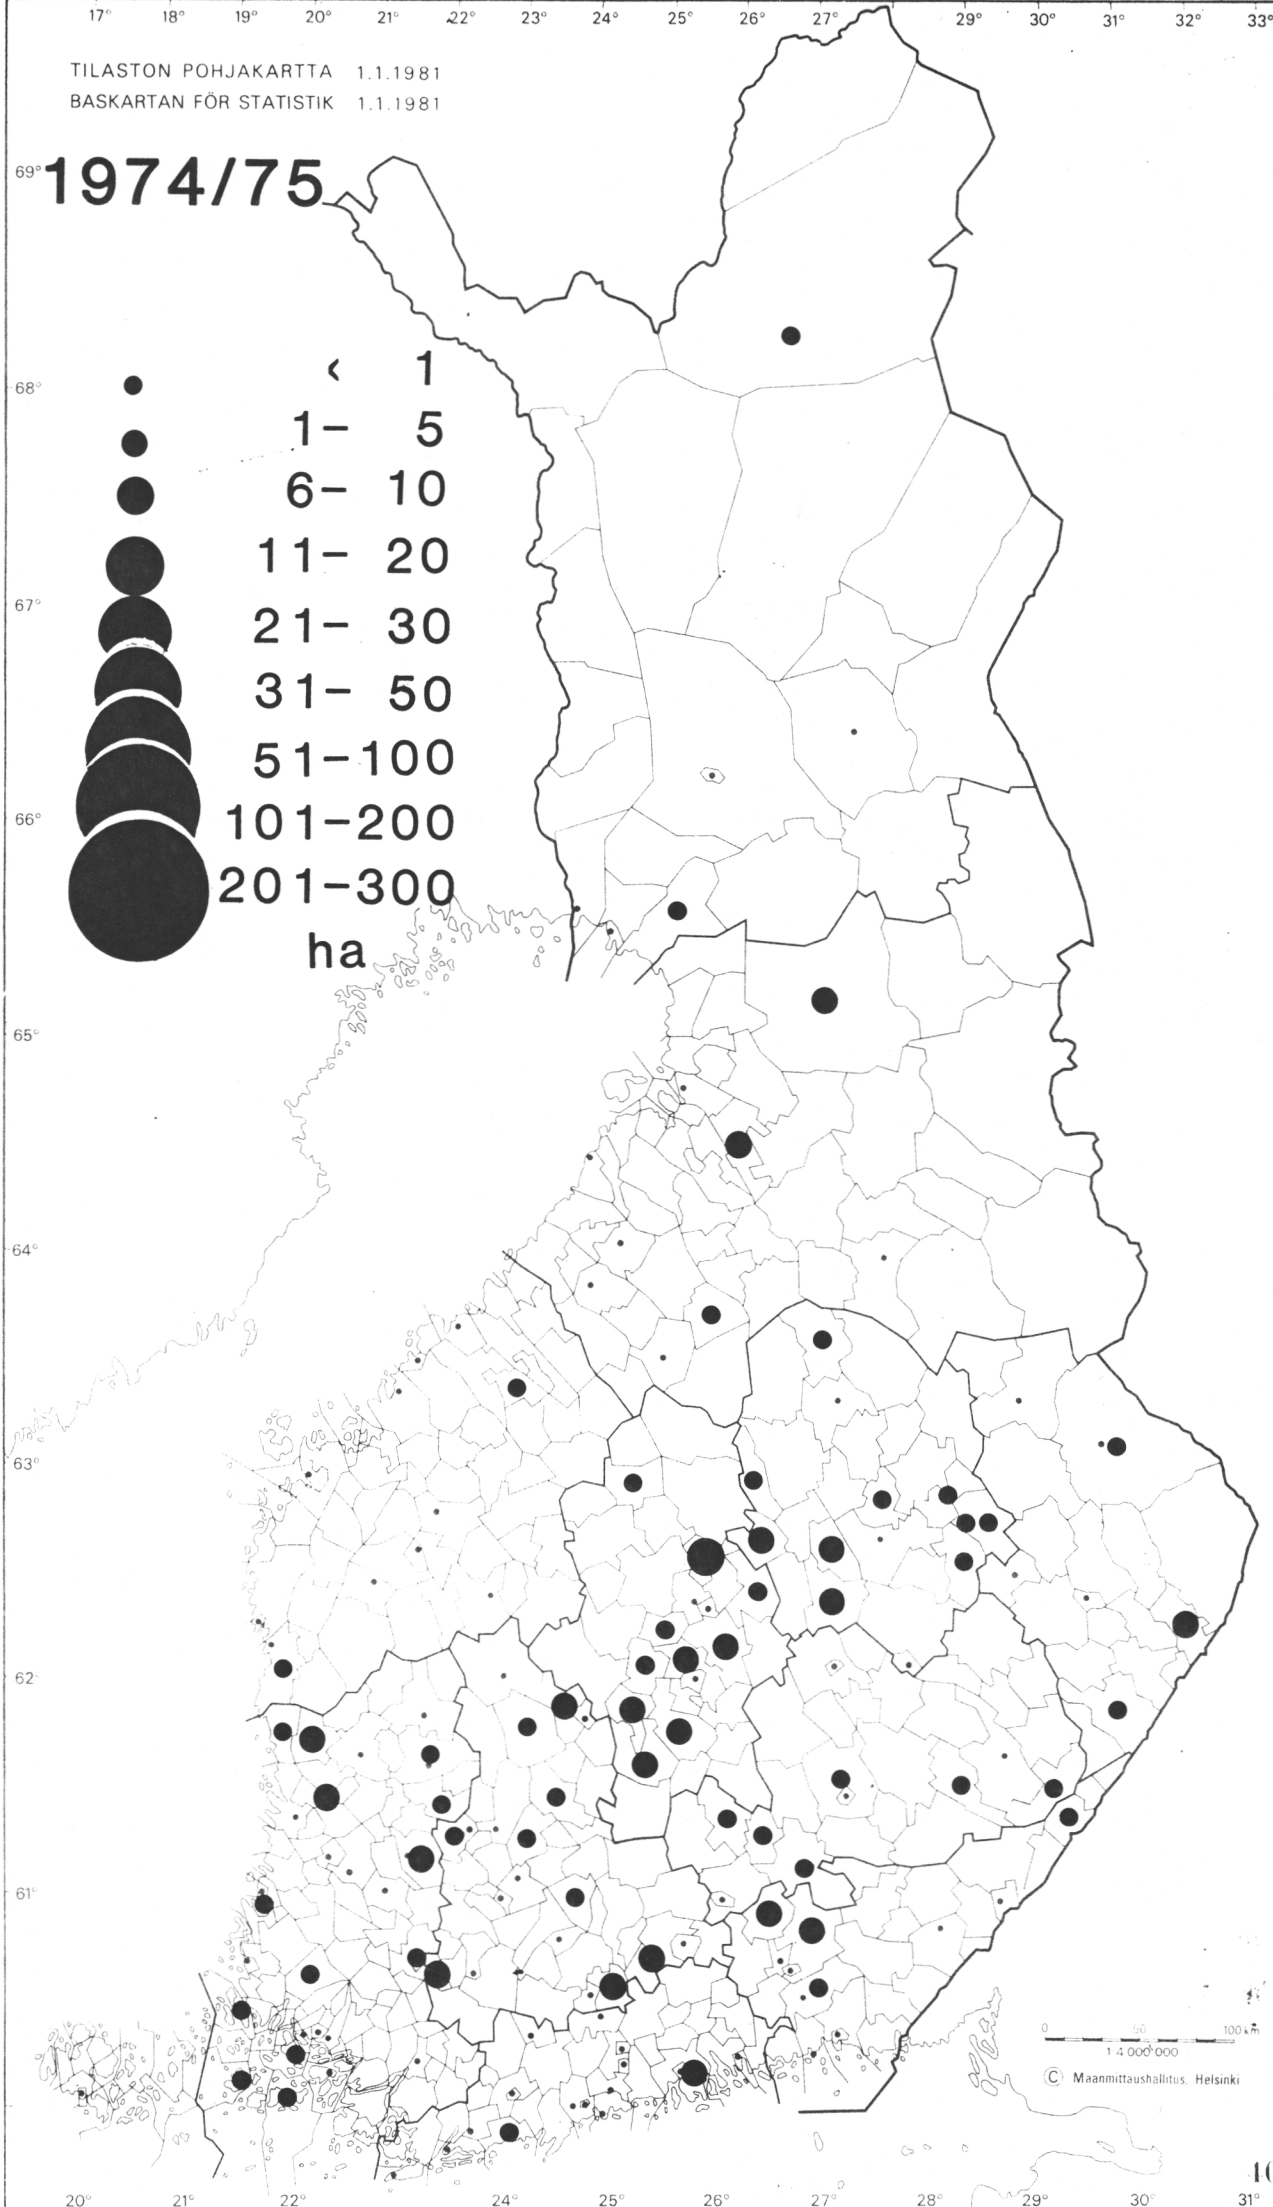 17° 18° 19° 20° 21° 22° 23° 24° 25° 26° 27° 29° 30° 31° 32° 33°
TILASTON POHJAKARTTA 1.1.1981
BASKARTAN FÖR STATISTIK 1.1.1981
69°
1974/75
68°
< 1
1- 5
6- 10
11- 20
67°
21- 30
31- 50
51-100
66°
101-200
201-300
ha
65°
64°
63°
62°
61°
0 50 100 km
1:4 000 000
© Maanmittaushallitus, Helsinki
20° 21° 22° 24° 25° 26° 27° 28° 29° 30° 31°